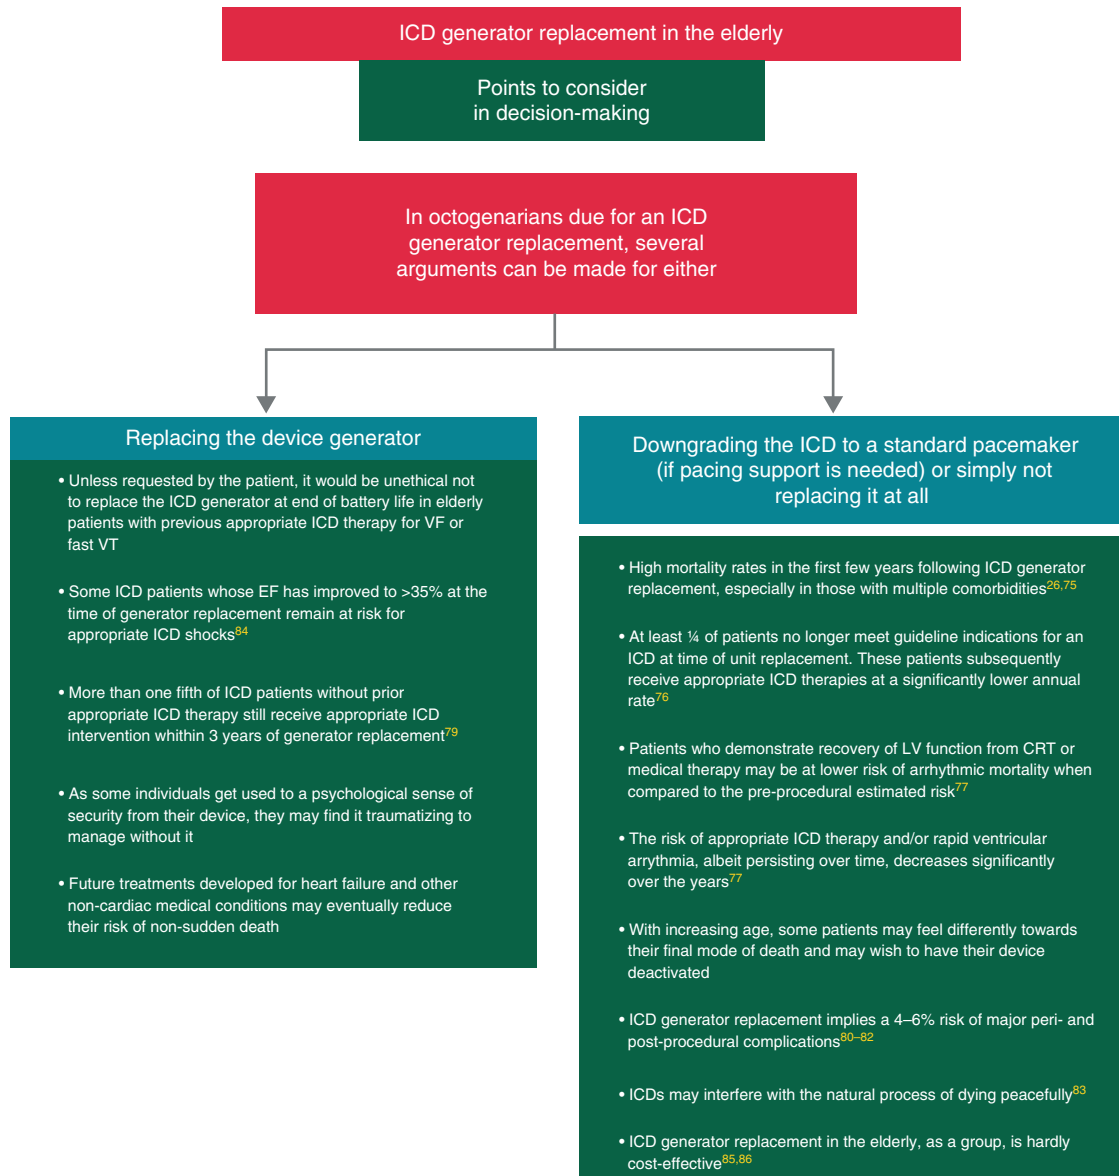 ICD generator replacement in the elderly
Points to consider
in decision-making
In octogenarians due for an ICD
generator replacement, several
arguments can be made for either
Replacing the device generator
• Unless requested by the patient, it would be unethical not
to replace the ICD generator at end of battery life in elderly
patients with previous appropriate ICD therapy for VF or
fast VT
• Some ICD patients whose EF has improved to >35% at the
time of generator replacement remain at risk for
appropriate ICD shocks84
• More than one fifth of ICD patients without prior
appropriate ICD therapy still receive appropriate ICD
intervention whithin 3 years of generator replacement79
• As some individuals get used to a psychological sense of
security from their device, they may find it traumatizing to
manage without it
• Future treatments developed for heart failure and other
non-cardiac medical conditions may eventually reduce
their risk of non-sudden death
Downgrading the ICD to a standard pacemaker
(if pacing support is needed) or simply not
replacing it at all
• High mortality rates in the first few years following ICD generator
replacement, especially in those with multiple comorbidities26,75
• At least ¼ of patients no longer meet guideline indications for an
ICD at time of unit replacement. These patients subsequently
receive appropriate ICD therapies at a significantly lower annual
rate76
• Patients who demonstrate recovery of LV function from CRT or
medical therapy may be at lower risk of arrhythmic mortality when
compared to the pre-procedural estimated risk77
• The risk of appropriate ICD therapy and/or rapid ventricular
arrythmia, albeit persisting over time, decreases significantly
over the years77
• With increasing age, some patients may feel differently towards
their final mode of death and may wish to have their device
deactivated
• ICD generator replacement implies a 4–6% risk of major peri- and
post-procedural complications80–82
• ICDs may interfere with the natural process of dying peacefully83
• ICD generator replacement in the elderly, as a group, is hardly
cost-effective85,86